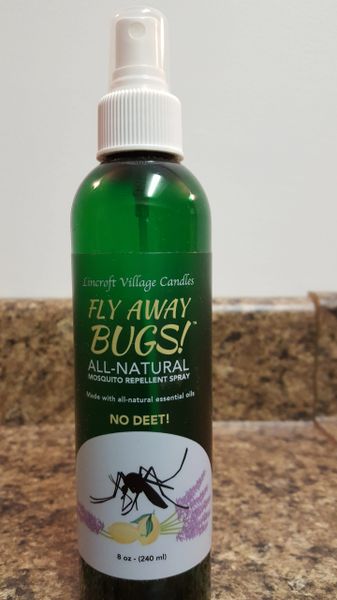 Lincroft Village Candles
FLY AWAY
BUGS!™
ALL-NATURAL
MOSQUITO REPELLENT SPRAY
Made with all-natural essential oils
NO DEET!
8 oz - (240 ml)